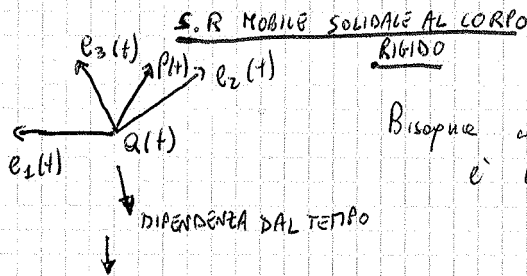 S.R MOBILE SOLIDALE AL CORPO
RIGIDO
e3(t)
P(t)
e2(t)
e1(t)
Q(t)
Bisogna
è
DIPENDENZA DAL TEMPO